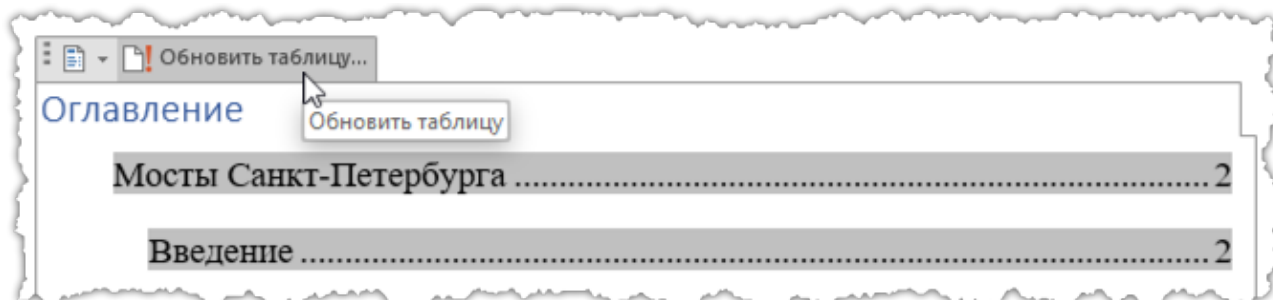 Обновить таблицу...
Оглавление
Обновить таблицу
Мосты Санкт-Петербурга ........................................................................ 2
Введение ........................................................................................ 2